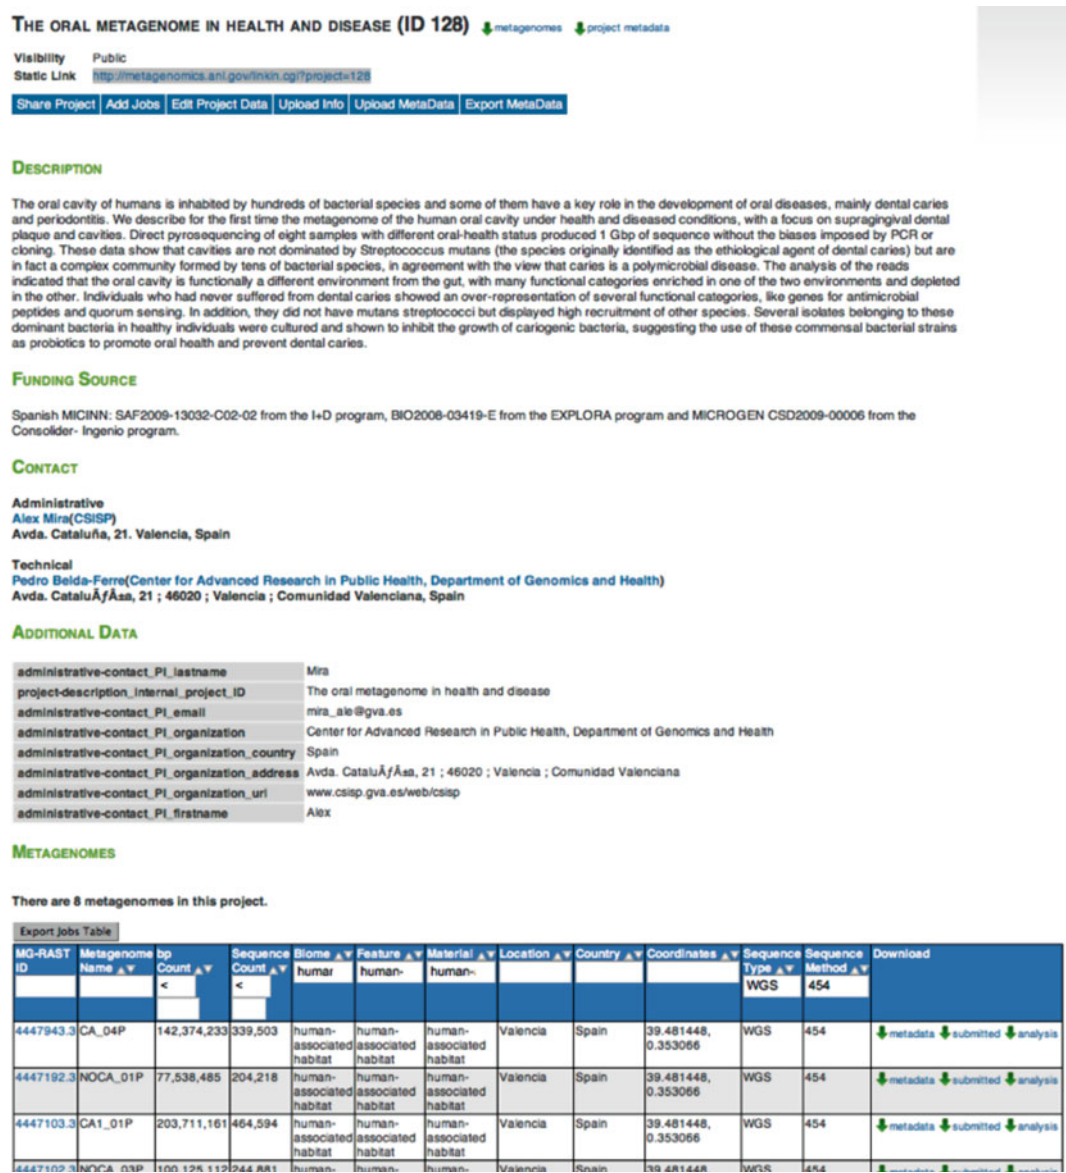 THE ORAL METAGENOME IN HEALTH AND DISEASE (ID 128) metagenomes project metadata
Visibility Public
Static Link http://metagenomics.anl.gov/linkin.cgi?project=128
Share Project Add Jobs Edit Project Data Upload Info Upload MetaData Export MetaData
DESCRIPTION
The oral cavity of humans is inhabited by hundreds of bacterial species and some of them have a key role in the development of oral diseases, mainly dental caries
and periodontitis. We describe for the first time the metagenome of the human oral cavity under health and diseased conditions, with a focus on supragingival dental
plaque and cavities. Direct pyrosequencing of eight samples with different oral-health status produced 1 Gbp of sequence without the biases imposed by PCR or
cloning. These data show that cavities are not dominated by Streptococcus mutans (the species originally identified as the ethiological agent of dental caries) but are
in fact a complex community formed by tens of bacterial species, in agreement with the view that caries is a polymicrobial disease. The analysis of the reads
indicated that the oral cavity is functionally a different environment from the gut, with many functional categories enriched in one of the two environments and depleted
in the other. Individuals who had never suffered from dental caries showed an over-representation of several functional categories, like genes for antimicrobial
peptides and quorum sensing. In addition, they did not have mutans streptococci but displayed high recruitment of other species. Several isolates belonging to these
dominant bacteria in healthy individuals were cultured and shown to inhibit the growth of cariogenic bacteria, suggesting the use of these commensal bacterial strains
as probiotics to promote oral health and prevent dental caries.
FUNDING SOURCE
Spanish MICINN: SAF2009-13032-C02-02 from the I+D program, BIO2008-03419-E from the EXPLORA program and MICROGEN CSD2009-00006 from the
Consolider- Ingenio program.
CONTACT
Administrative
Alex Mira(CSISP)
Avda. Cataluña, 21. Valencia, Spain
Technical
Pedro Belda-Ferre(Center for Advanced Research in Public Health, Department of Genomics and Health)
Avda. CataluÃƒÂ±a, 21 ; 46020 ; Valencia ; Comunidad Valenciana, Spain
ADDITIONAL DATA
administrative-contact_PI_lastname Mira
project-description_internal_project_ID The oral metagenome in health and disease
administrative-contact_PI_email mira_ale@gva.es
administrative-contact_PI_organization Center for Advanced Research in Public Health, Department of Genomics and Health
administrative-contact_PI_organization_country Spain
administrative-contact_PI_organization_address Avda. CataluÃƒÂ±a, 21 ; 46020 ; Valencia ; Comunidad Valenciana
administrative-contact_PI_organization_url www.csisp.gva.es/web/csisp
administrative-contact_PI_firstname Alex
METAGENOMES
There are 8 metagenomes in this project.
Export Jobs Table
MG-RAST Metagenome bp Sequence Biome Feature Material Location Country Coordinates Sequence Sequence Download
ID Name Count Count human human- human- Type Method
< < WGS 454
4447943.3 CA_04P 142,374,233 339,503 human- human- human- Valencia Spain 39.481448, WGS 454 metadata submitted analysis
associated associated associated 0.353066
habitat habitat habitat
4447192.3 NOCA_01P 77,538,485 204,218 human- human- human- Valencia Spain 39.481448, WGS 454 metadata submitted analysis
associated associated associated 0.353066
habitat habitat habitat
4447103.3 CA1_01P 203,711,161 464,594 human- human- human- Valencia Spain 39.481448, WGS 454 metadata submitted analysis
associated associated associated 0.353066
habitat habitat habitat
4447102.3 NOCA_03P 100,125,112 244,881 human- human- human- Valencia Spain 39.481448, WGS 454 metadata submitted analysis